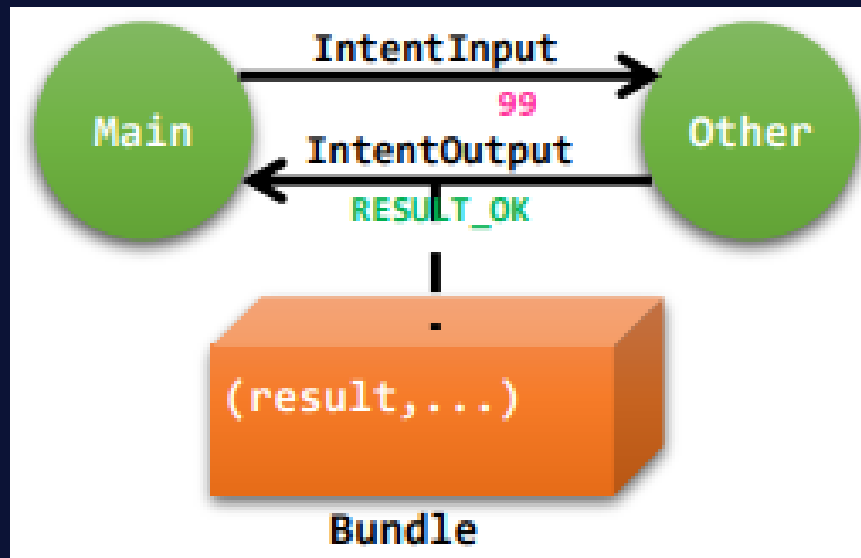 IntentInput
99
Main
Other
IntentOutput
RESULT_OK
(result,...)
Bundle